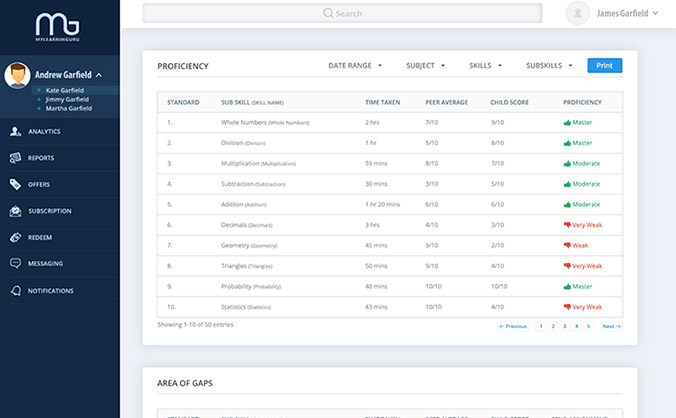 MYLEARNINGURU
Search
James Garfield
Andrew Garfield
Kate Garfield
Jimmy Garfield
Martha Garfield
ANALYTICS
REPORTS
OFFERS
SUBSCRIPTION
REDEEM
MESSAGING
NOTIFICATIONS
PROFICIENCY DATE RANGE SUBJECT SKILLS SUBSKILLS Print
STANDARD SUB SKILL (SKILL NAME) TIME TAKEN PEER AVERAGE CHILD SCORE PROFICIENCY
1. Whole Numbers (Whole Numbers) 2 hrs 7/10 9/10 Master
2. Division (Divison) 1 hr 5/10 8/10 Master
3. Multiplication (Multiplication) 59 mins 8/10 7/10 Moderate
4. Subtraction (Subtraction) 30 mins 3/10 5/10 Moderate
5. Additon (Additon) 1 hr 20 mins 6/10 6/10 Moderate
6. Decimals (Decimals) 3 hrs 4/10 3/10 Very Weak
7. Geometry (Geometry) 45 mins 9/10 2/10 Weak
8. Triangles (Triangles) 50 mins 9/10 4/10 Very Weak
9. Probability (Probability) 40 mins 10/10 10/10 Master
10. Statistics (Statistics) 43 mins 10/10 4/10 Very Weak
Showing 1-10 of 50 entries
Previous 1 2 3 4 5 Next
AREA OF GAPS